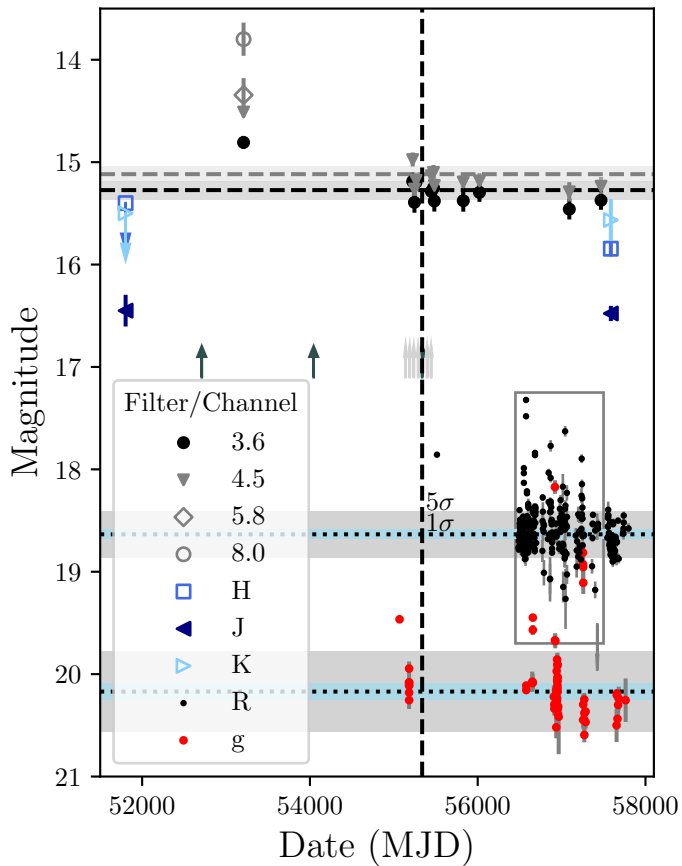 14
15
16
17
18
19
20
21
Magnitude
Filter/Channel
3.6
4.5
5.8
8.0
H
J
K
R
g
5σ
1σ
52000 54000 56000 58000
Date (MJD)